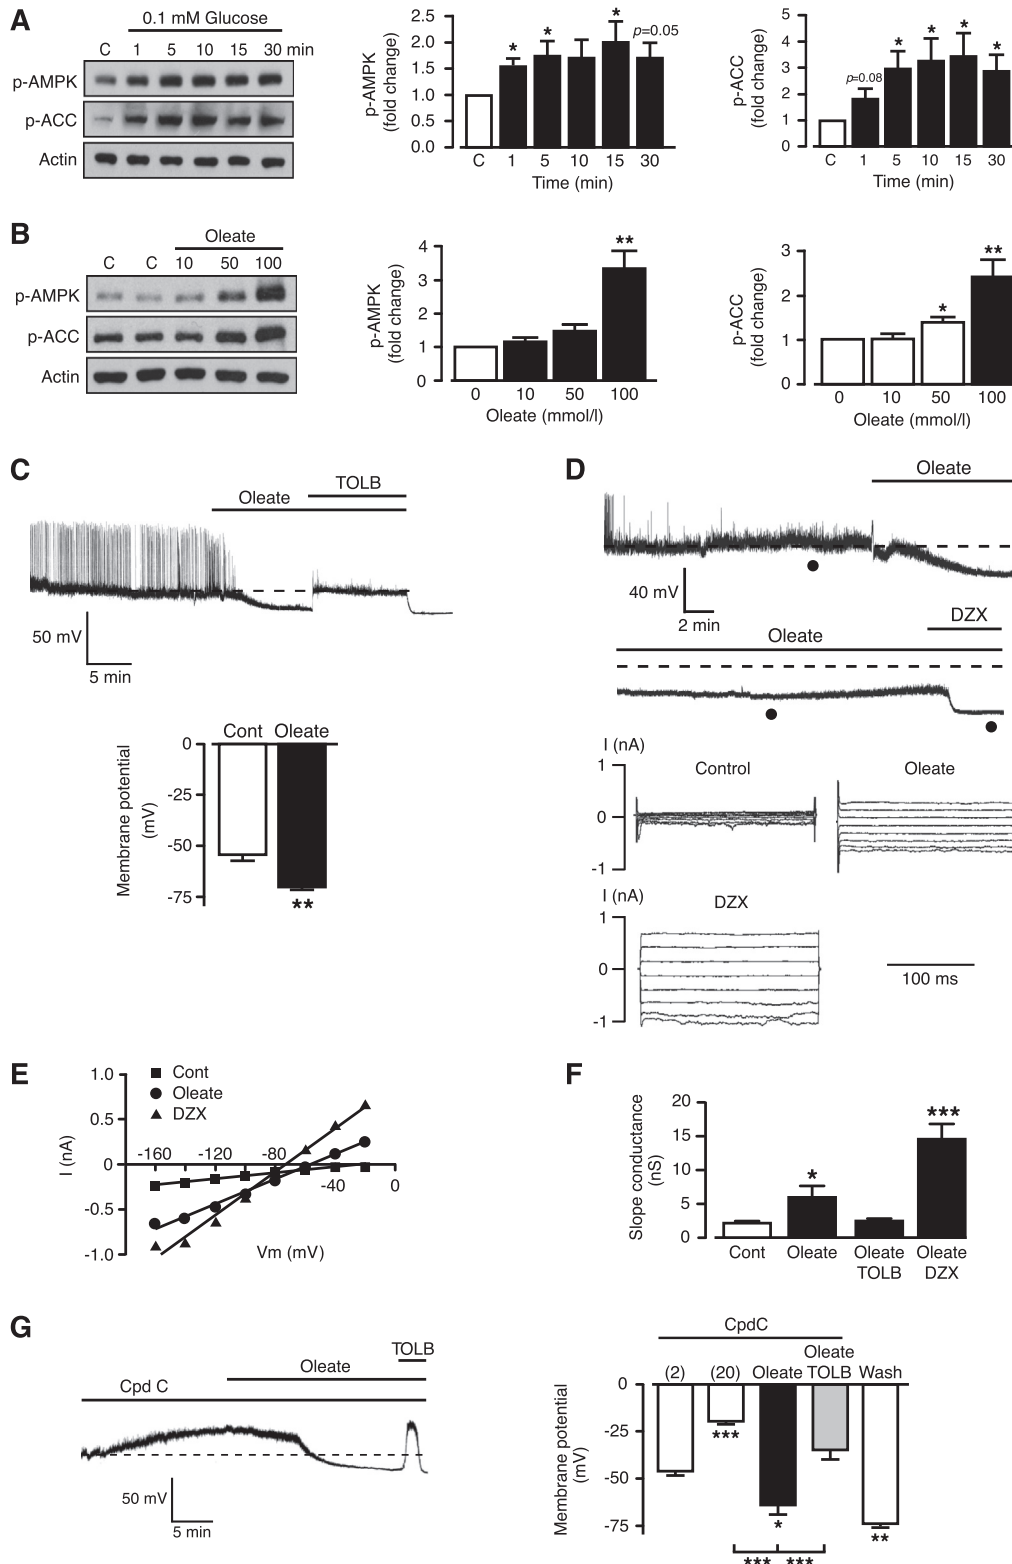 A
0.1 mM Glucose
C 1 5 10 15 30 min
p-AMPK
p-ACC
Actin
p-AMPK
(fold change)
2.5
2.0
1.5
1.0
0.5
0.0
* * * p=0.05
C 1 5 10 15 30
Time (min)
p-ACC
(fold change)
5
4
3
2
1
0
p=0.08 * * * *
C 1 5 10 15 30
Time (min)
B
Oleate
C C 10 50 100
p-AMPK
p-ACC
Actin
p-AMPK
(fold change)
4
3
2
1
0
**
0 10 50 100
Oleate (mmol/l)
p-ACC
(fold change)
3
2
1
0
* **
0 10 50 100
Oleate (mmol/l)
C
TOLB
Oleate
50 mV
5 min
Cont Oleate
Membrane potential
(mV)
0
-25
-50
-75
**
D
Oleate
40 mV
2 min
DZX
Oleate
I (nA)
1
0
-1
Control
Oleate
I (nA)
1
0
-1
DZX
100 ms
E
Cont
Oleate
DZX
I (nA)
1.0
0.5
0
-0.5
-1.0
-160 -120 -80
-40 0
Vm (mV)
F
Slope conductance
(nS)
20
15
10
5
0
* ***
Cont Oleate Oleate Oleate
TOLB DZX
G
TOLB
Oleate
Cpd C
50 mV
5 min
CpdC
Oleate
(2) (20) Oleate TOLB Wash
Membrane potential
(mV)
0
-25
-50
-75
***
*
**
*** ***